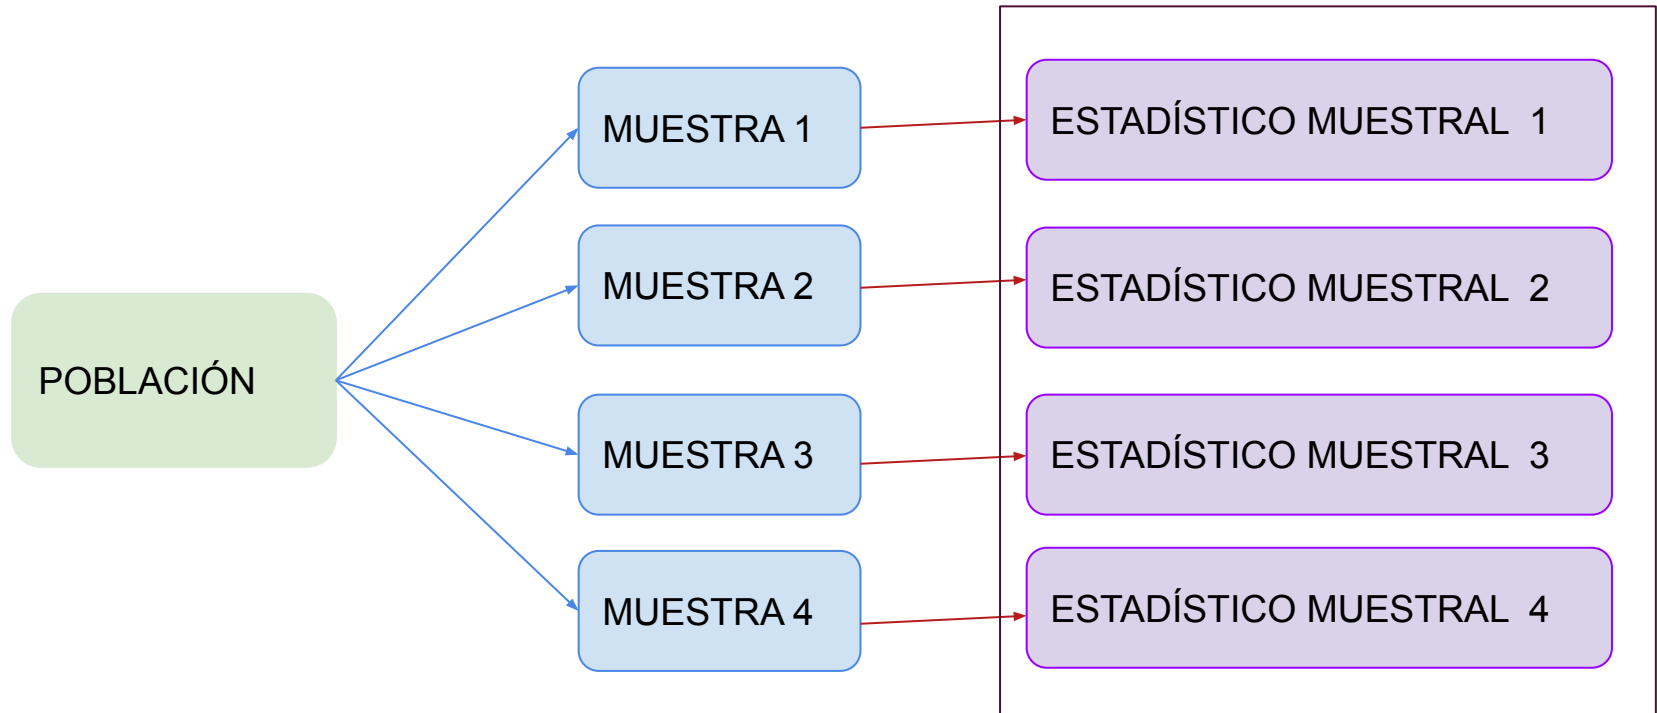 POBLACIÓN
MUESTRA 1
MUESTRA 2
MUESTRA 3
MUESTRA 4
ESTADÍSTICO MUESTRAL 1
ESTADÍSTICO MUESTRAL 2
ESTADÍSTICO MUESTRAL 3
ESTADÍSTICO MUESTRAL 4